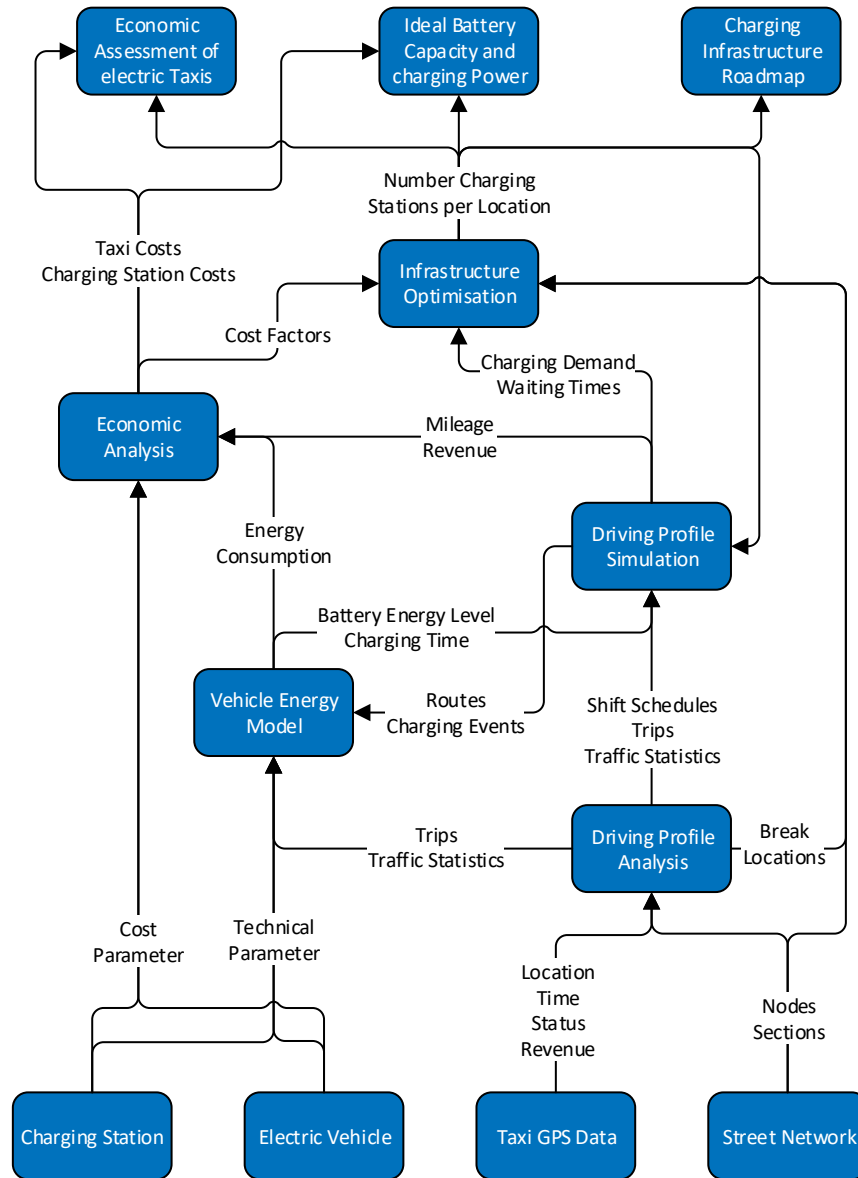 Economic
Assessment of
electric Taxis
Ideal Battery
Capacity and
charging Power
Charging
Infrastructure
Roadmap
Number Charging
Stations per Location
Taxi Costs
Charging Station Costs
Infrastructure
Optimisation
Cost Factors
Charging Demand
Waiting Times
Economic
Analysis
Mileage
Revenue
Energy
Consumption
Driving Profile
Simulation
Battery Energy Level
Charging Time
Vehicle Energy
Model
Routes
Charging Events
Shift Schedules
Trips
Traffic Statistics
Trips
Traffic Statistics
Driving Profile
Analysis
Break
Locations
Cost
Parameter
Technical
Parameter
Location
Time
Status
Revenue
Nodes
Sections
Charging Station
Electric Vehicle
Taxi GPS Data
Street Network